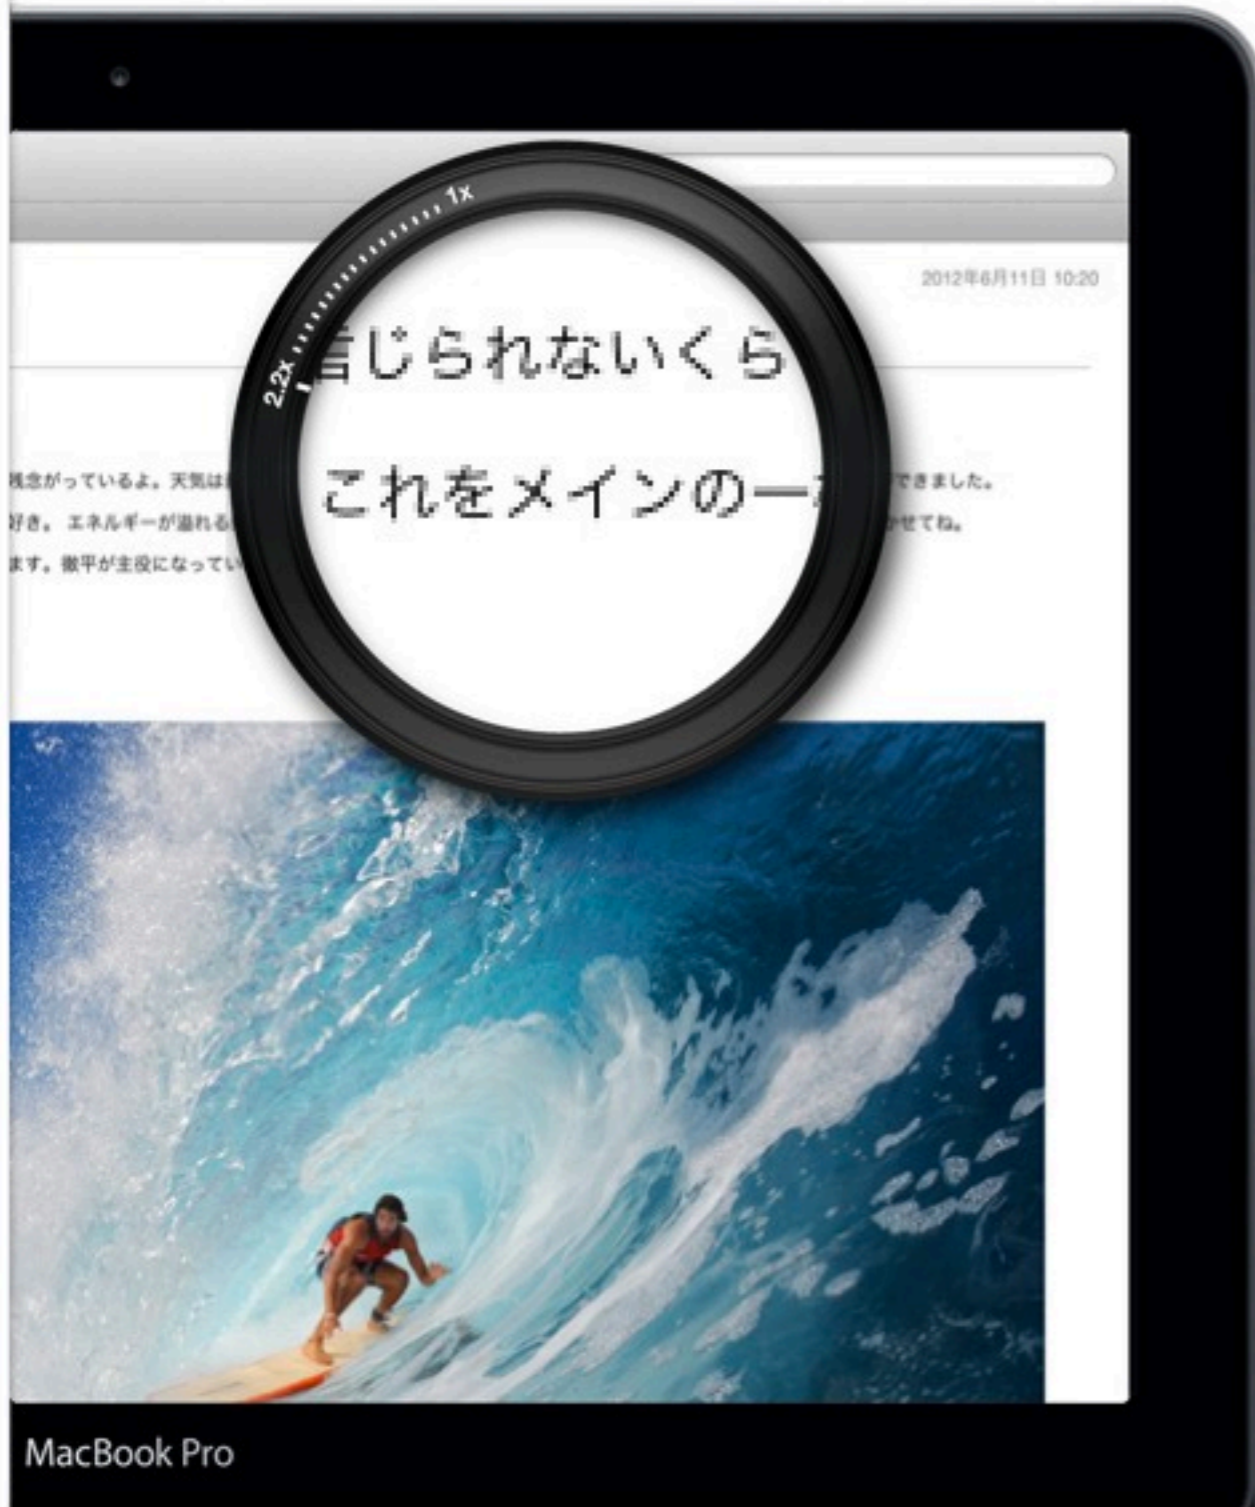 1x
2.2x
2012年6月11日 10:20
信じられないくら
これをメインの一
残念がっているよ。天気は
できました。
好き。 エネルギーが溢れる
かせてね。
ます。徹平が主役になってい
MacBook Pro